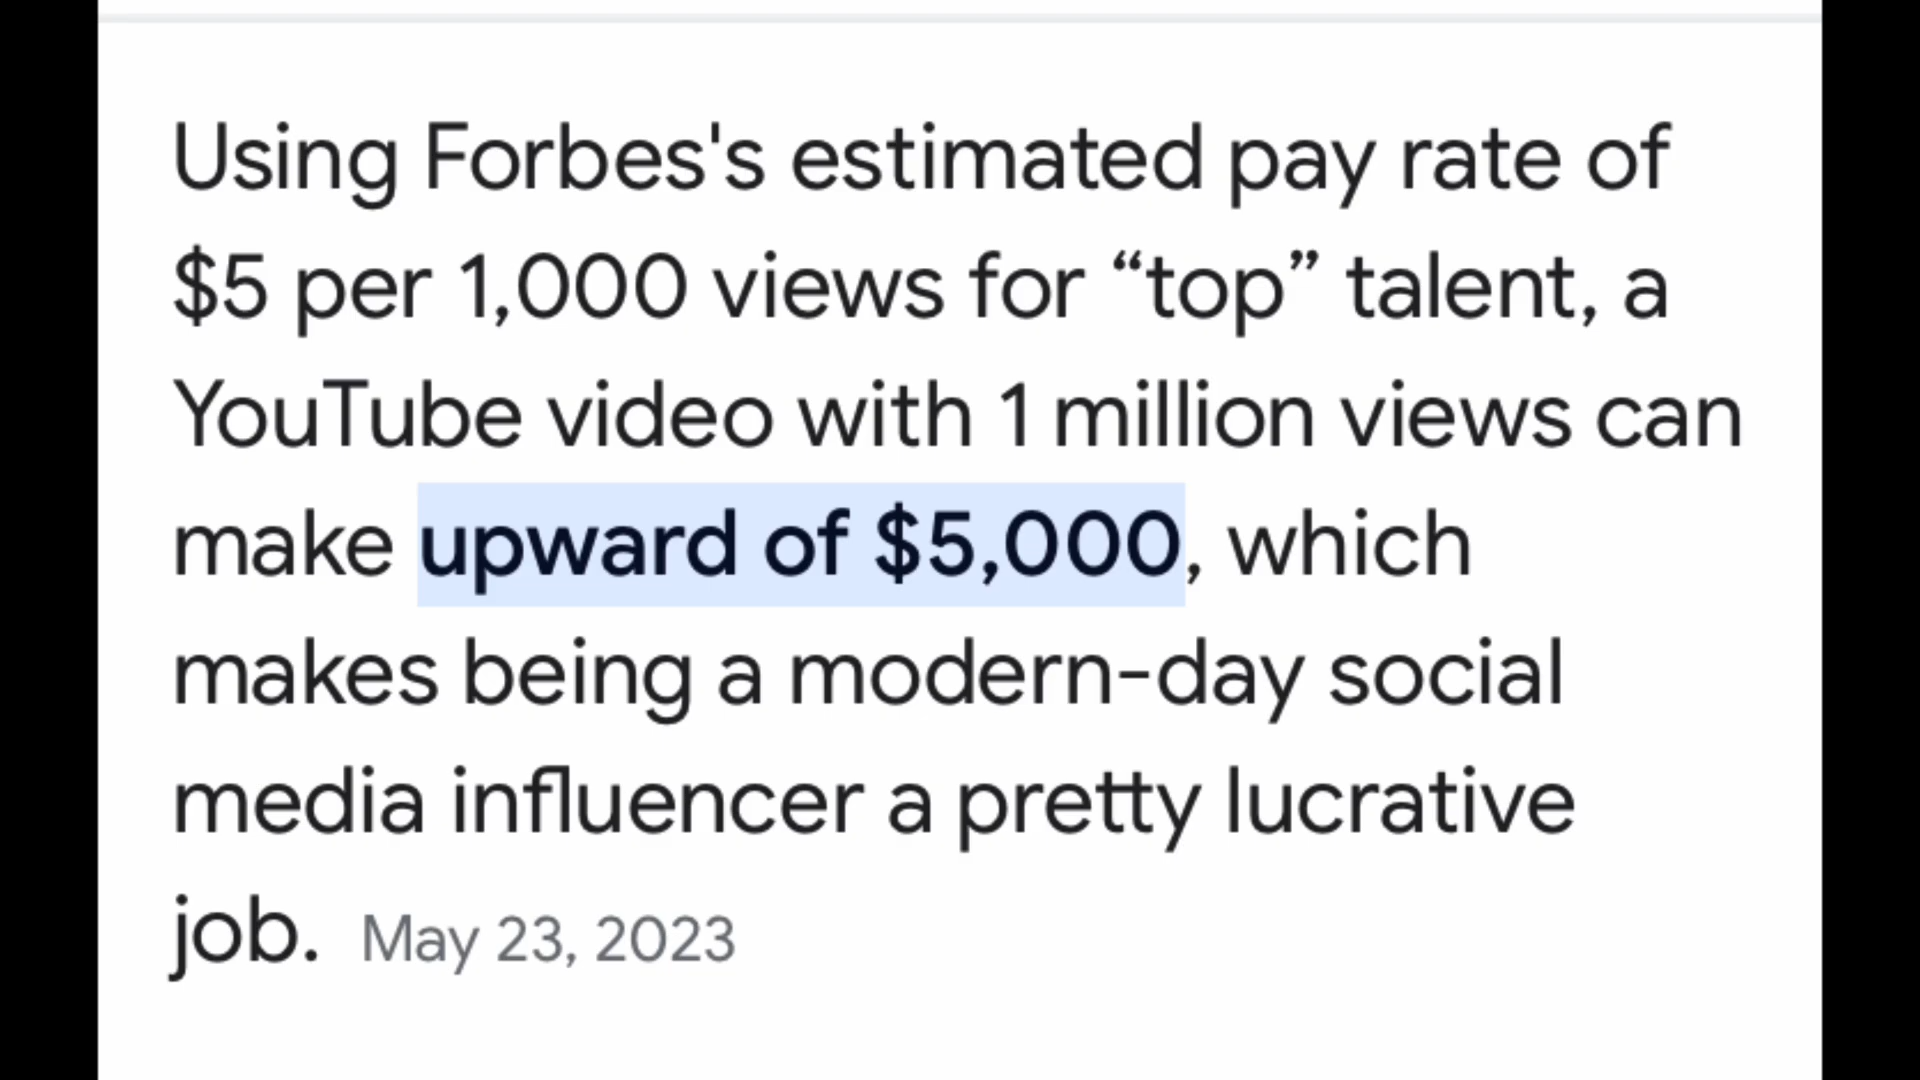 Using Forbes's estimated pay rate of
$5 per 1,000 views for “top” talent, a
YouTube video with 1 million views can
make upward of $5,000, which
makes being a modern-day social
media influencer a pretty lucrative
job. May 23, 2023